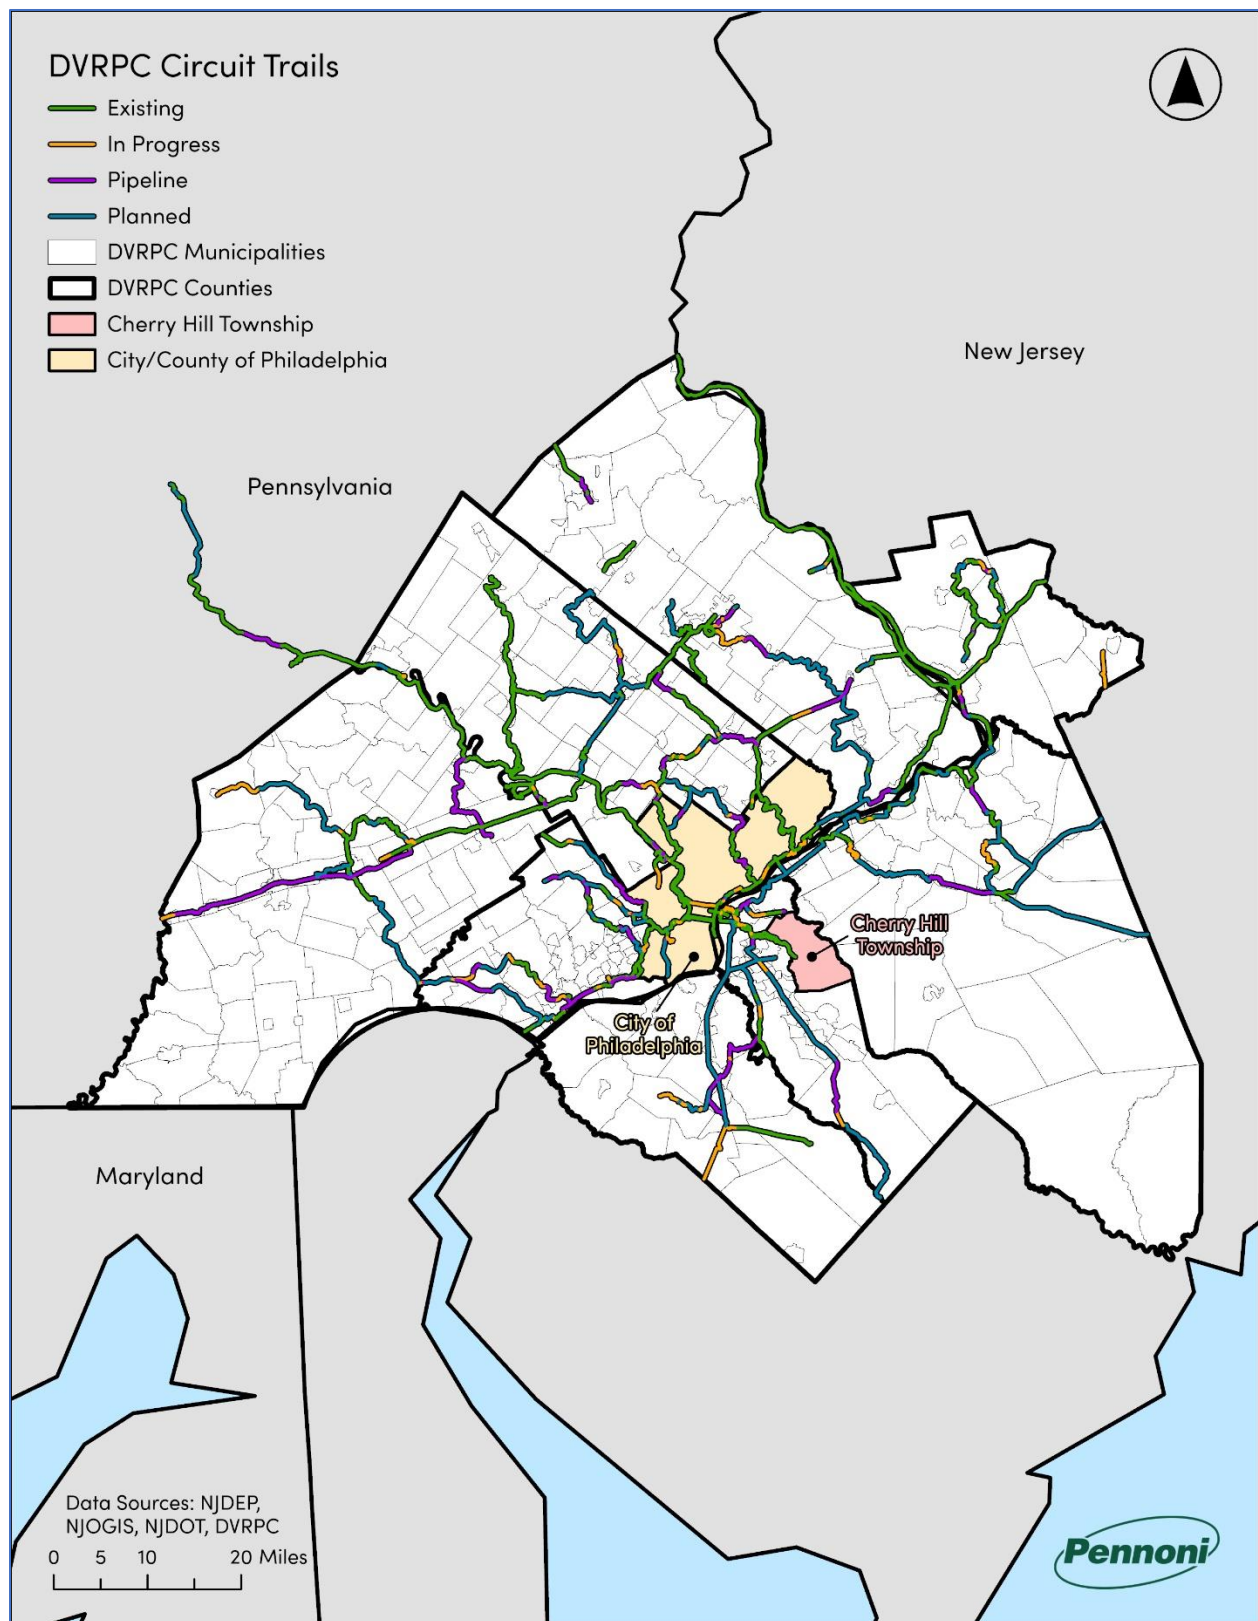 DVRPC Circuit Trails
Existing
In Progress
Pipeline
Planned
DVRPC Municipalities
DVRPC Counties
Cherry Hill Township
City/County of Philadelphia
New Jersey
Pennsylvania
Cherry Hill
Township
City of
Philadelphia
Maryland
Data Sources: NJDEP,
NJOGIS, NJDOT, DVRPC
0 5 10 20 Miles
Pennoni